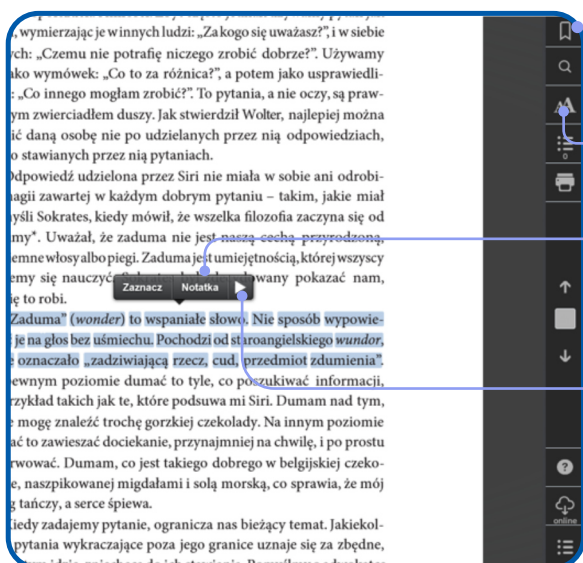 , wymierzając je w innych ludzi: „Za kogo się uważasz?”, i w siebie
ych: „Czemu nie potrafię niczego zrobić dobrze?”. Używamy
ako wymówek: „Co to za różnica?”, a potem jako usprawiedli-
: „Co innego mogłam zrobić?”. To pytania, a nie oczy, są praw-
ym zwierciadłem duszy. Jak stwierdził Wolter, najlepiej można
ić daną osobę nie po udzielanych przez nią odpowiedziach,
o stawianych przez nią pytaniach.
Odpowiedź udzielona przez Siri nie miała w sobie ani odrobi-
nagii zawartej w każdym dobrym pytaniu – takim, jakie miał
yśli Sokrates, kiedy mówił, że wszelka filozofia zaczyna się od
my*. Uważał, że zaduma nie jest naszą cechą przyrodzoną,
emne włosy albo piegi. Zaduma jest umiejętnością, której wszyscy
emy się nauczyć. pokazać nam,
ię to robi.
Zaznacz Notatka
Zaduma” (wonder) to wspaniałe słowo. Nie sposób wypowie-
je na głos bez uśmiechu. Pochodzi od staroangielskiego wundor,
oznaczało „zadziwiającą rzecz, cud, przedmiot zdumienia”.
ewnym poziomie dumać to tyle, co poszukiwać informacji,
rzykład takich jak te, które podsuwa mi Siri. Dumam nad tym,
e mogę znaleźć trochę gorzkiej czekolady. Na innym poziomie
ać to zawieszać dociekanie, przynajmniej na chwilę, i po prostu
rwować. Dumam, co jest takiego dobrego w belgijskiej czeko-
e, naszpikowanej migdałami i solą morską, co sprawia, że mój
g tańczy, a serce śpiewa.
Kiedy zadajemy pytanie, ogranicza nas bieżący temat. Jakiekol-
pytania wykraczające poza jego granice uznaje się za zbędne,
AA
0
?
online